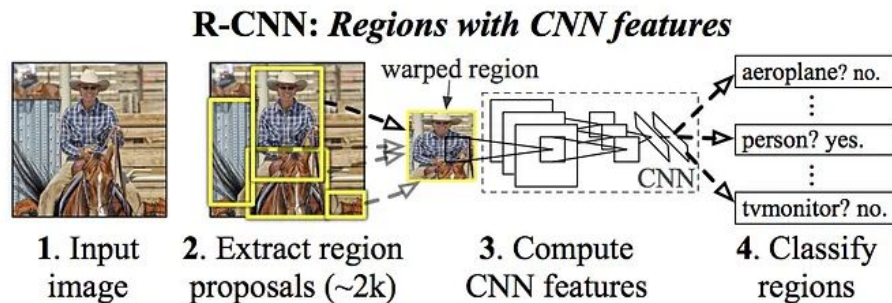 R-CNN: Regions with CNN features
warped region
aeroplane? no.
person? yes.
tvmonitor? no.
CNN
1. Input
image
2. Extract region
proposals (~2k)
3. Compute
CNN features
4. Classify
regions